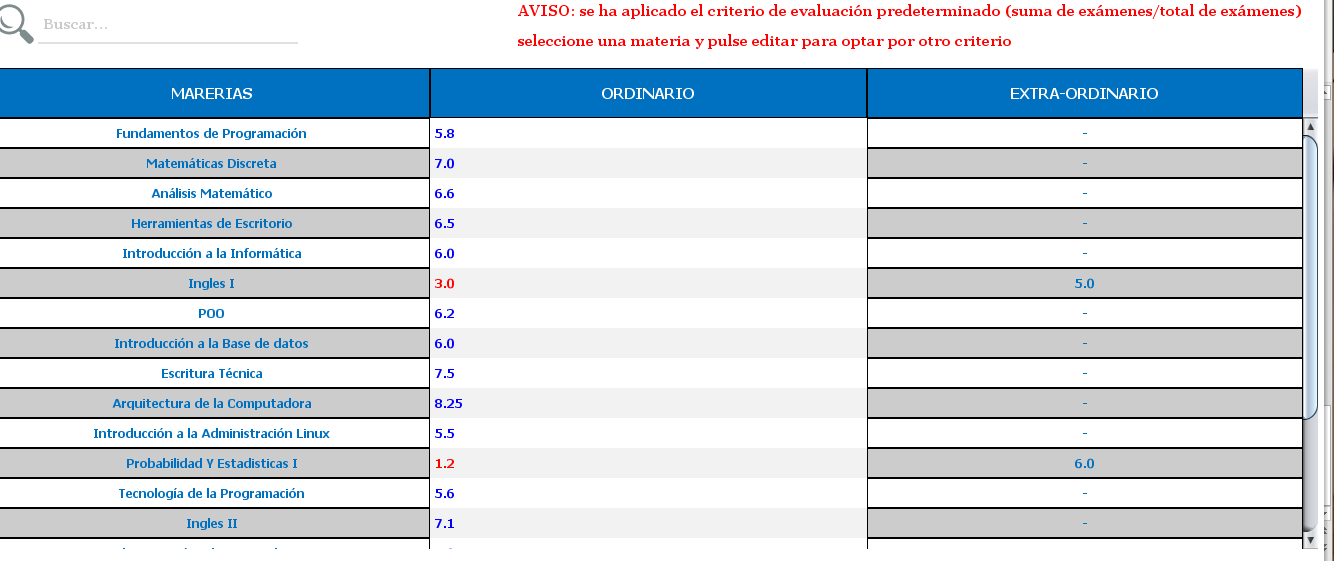 Buscar...
AVISO: se ha aplicado el criterio de evaluación predeterminado (suma de exámenes/total de exámenes)
seleccione una materia y pulse editar para optar por otro criterio
MARERIAS ORDINARIO EXTRA-ORDINARIO
Fundamentos de Programación 5.8 -
Matemáticas Discreta 7.0 -
Análisis Matemático 6.6 -
Herramientas de Escritorio 6.5 -
Introducción a la Informática 6.0 -
Ingles I 3.0 5.0
POO 6.2 -
Introducción a la Base de datos 6.0 -
Escritura Técnica 7.5 -
Arquitectura de la Computadora 8.25 -
Introducción a la Administración Linux 5.5 -
Probabilidad Y Estadisticas I 1.2 6.0
Tecnología de la Programación 5.6 -
Ingles II 7.1 -